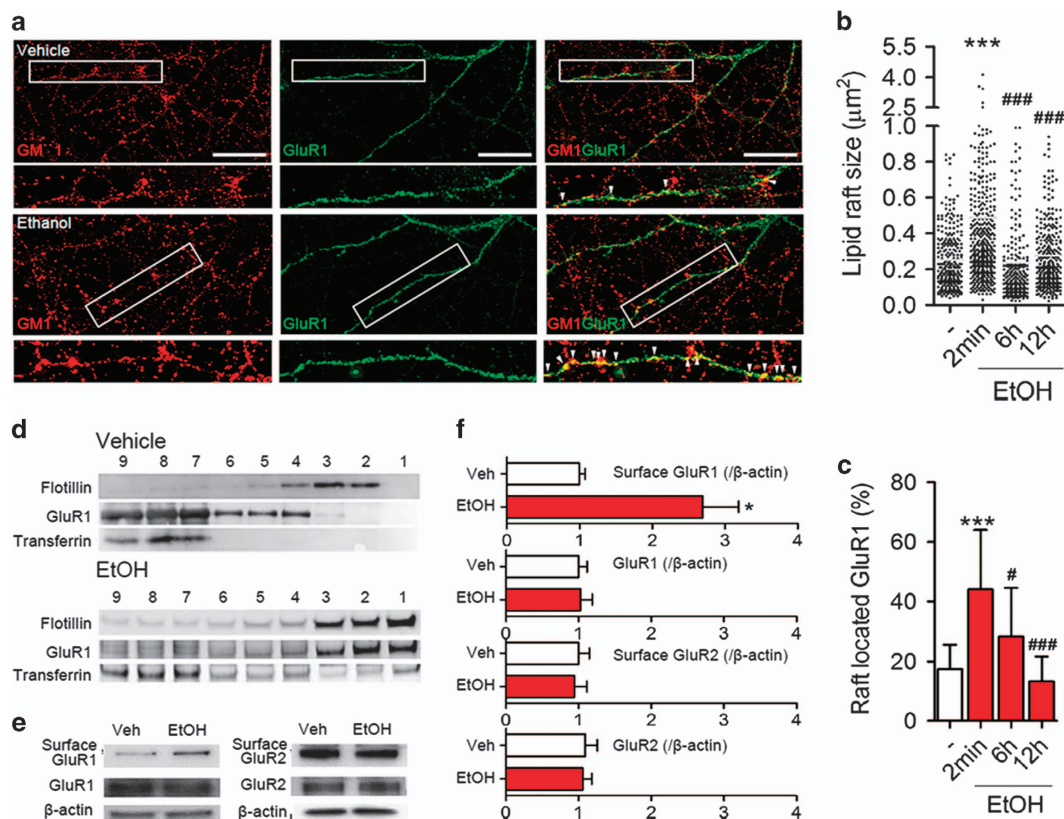 a
Vehicle
GM 1
GluR1
GM1GluR1
Ethanol
GM1
GluR1
GM1GluR1
b
Lipid raft size (μm²)
5.5
4.0
2.5
1.0
0.8
0.6
0.4
0.2
0.0
***
###
###
-
2min
6h
12h
EtOH
d
Vehicle
9 8 7 6 5 4 3 2 1
Flotillin
GluR1
Transferrin
EtOH
9 8 7 6 5 4 3 2 1
Flotillin
GluR1
Transferrin
e
Veh EtOH
Surface GluR1
GluR1
β-actin
Veh EtOH
Surface GluR2
GluR2
β-actin
f
Veh
Surface GluR1 (/β-actin)
EtOH
*
0 1 2 3 4
Veh
GluR1 (/β-actin)
EtOH
0 1 2 3 4
Veh
Surface GluR2 (/β-actin)
EtOH
0 1 2 3 4
Veh
GluR2 (/β-actin)
EtOH
0 1 2 3 4
c
Raft located GluR1 (%)
80
60
40
20
0
***
#
###
-
2min
6h
12h
EtOH